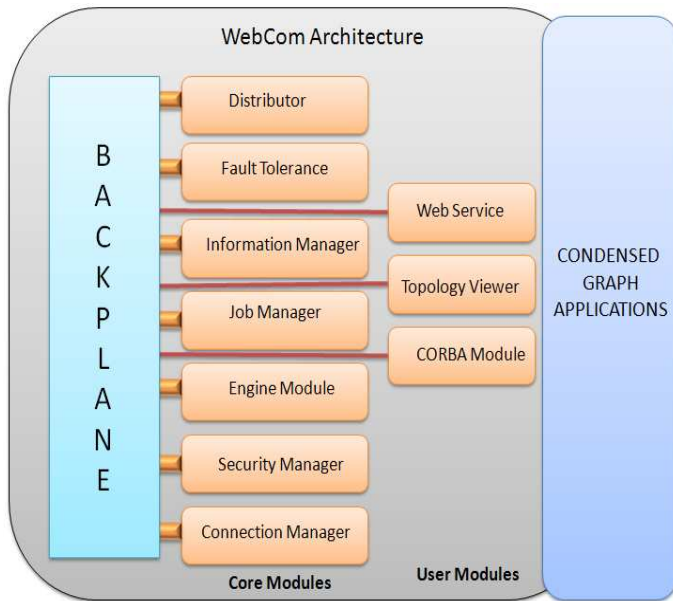 WebCom Architecture
BACKPLANE
Distributor
Fault Tolerance
Information Manager
Job Manager
Engine Module
Security Manager
Connection Manager
Core Modules
Web Service
Topology Viewer
CORBA Module
User Modules
CONDENSED
GRAPH
APPLICATIONS